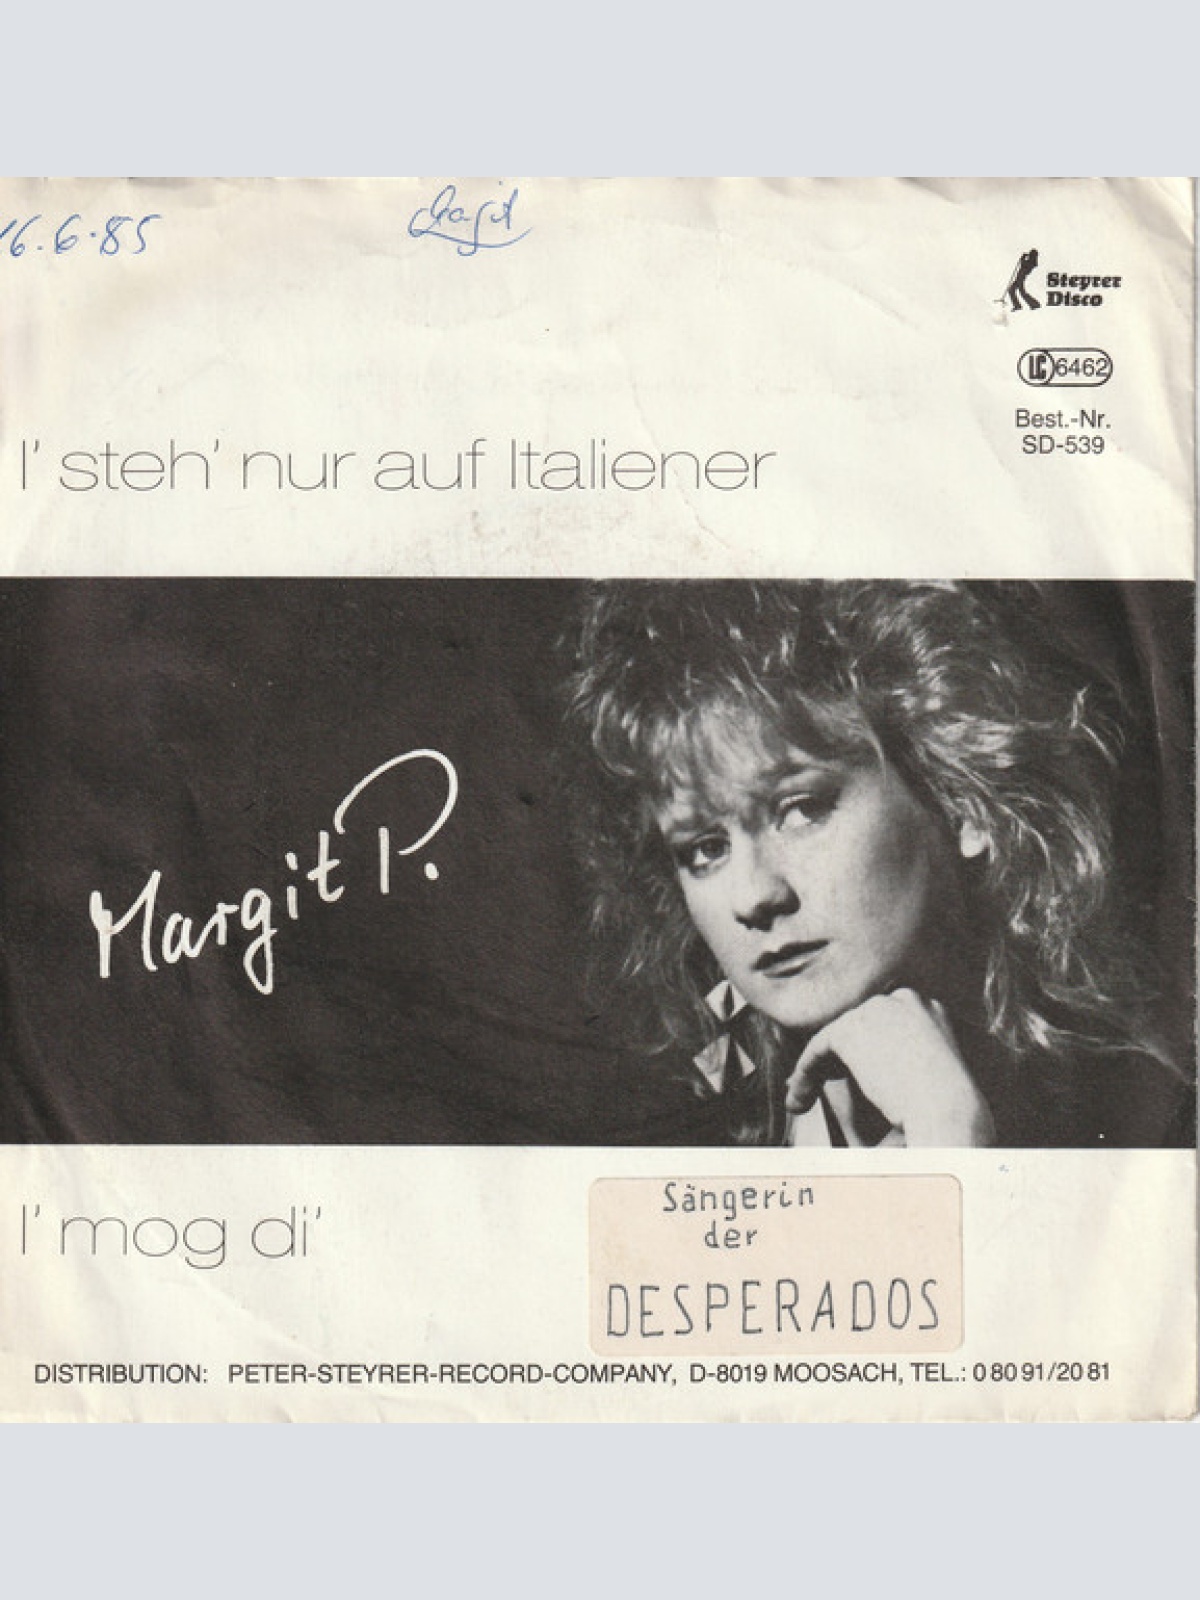 16.6.85
Margit
Steyrer
Disco
LC 6462
Best.-Nr.
SD-539
I' steh' nur auf Italiener
Margit P.
I' mog di'
Sängerin
der
DESPERADOS
DISTRIBUTION: PETER-STEYRER-RECORD-COMPANY, D-8019 MOOSACH, TEL.: 0 80 91/20 81